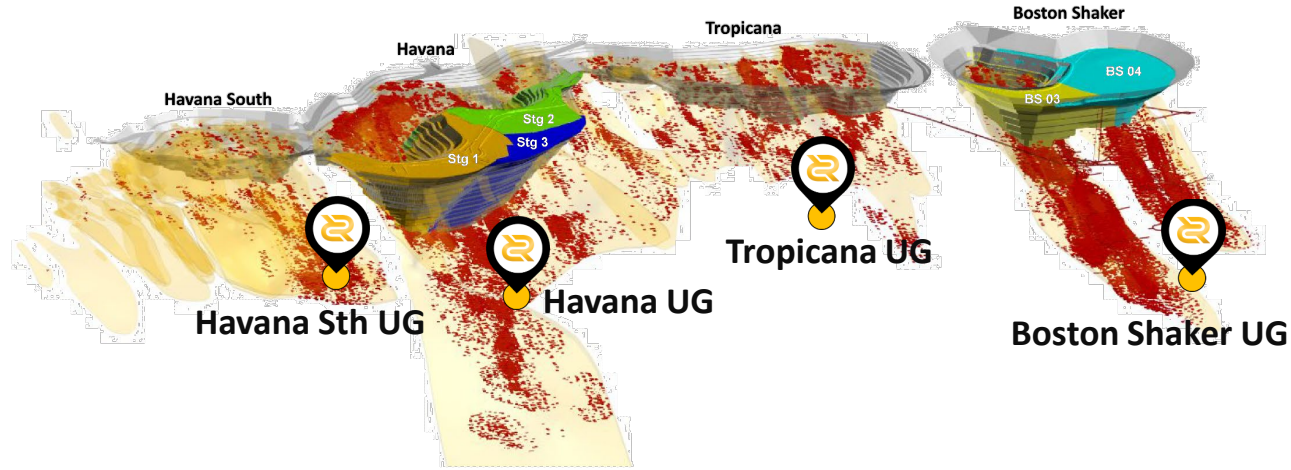 Havana South
Havana
Tropicana
Boston Shaker
Stg 1
Stg 2
Stg 3
BS 03
BS 04
Havana Sth UG
Havana UG
Tropicana UG
Boston Shaker UG